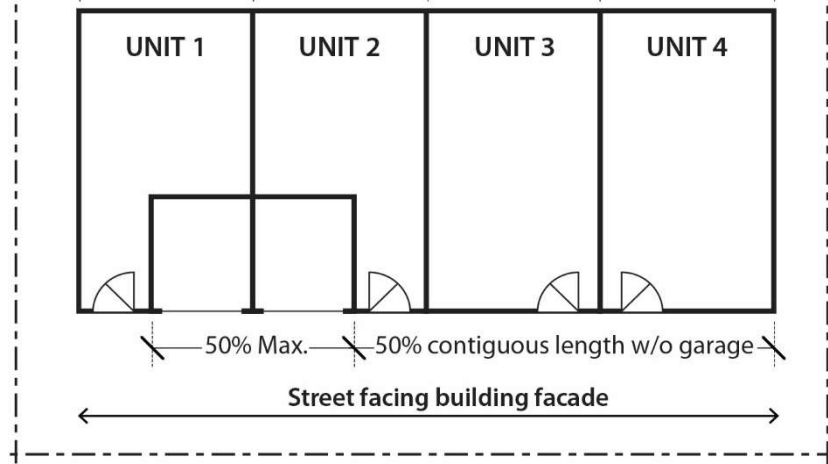 UNIT 1 UNIT 2 UNIT 3 UNIT 4
50% Max. 50% contiguous length w/o garage
Street facing building facade